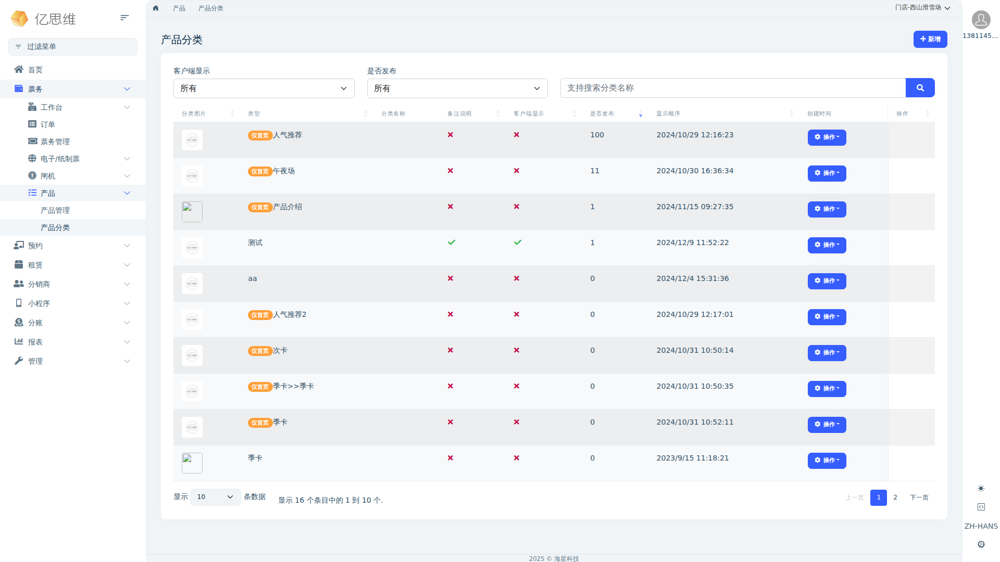 亿思维
过滤菜单
首页
票务
工作台
订单
票务管理
电子/纸制票
闸机
产品
产品管理
产品分类
预约
租赁
分销商
小程序
分账
报表
管理
产品 产品分类
门店-西山滑雪场
1381145...
产品分类
新增
客户端显示
所有
是否发布
所有
支持搜索分类名称
分类图片 类型 分类名称 备注说明 客户端显示 是否发布 显示顺序 创建时间 操作
仅首页 人气推荐 100 2024/10/29 12:16:23 操作
仅首页 午夜场 11 2024/10/30 16:36:34 操作
仅首页 产品介绍 1 2024/11/15 09:27:35 操作
测试 1 2024/12/9 11:52:22 操作
aa 0 2024/12/4 15:31:36 操作
仅首页 人气推荐2 0 2024/10/29 12:17:01 操作
仅首页 次卡 0 2024/10/31 10:50:14 操作
仅首页 季卡>>季卡 0 2024/10/31 10:50:35 操作
仅首页 季卡 0 2024/10/31 10:52:11 操作
季卡 0 2023/9/15 11:18:21 操作
显示 10 条数据 显示 16 个条目中的 1 到 10 个.
上一页 1 2 下一页
ZH-HANS
2025 © 海星科技